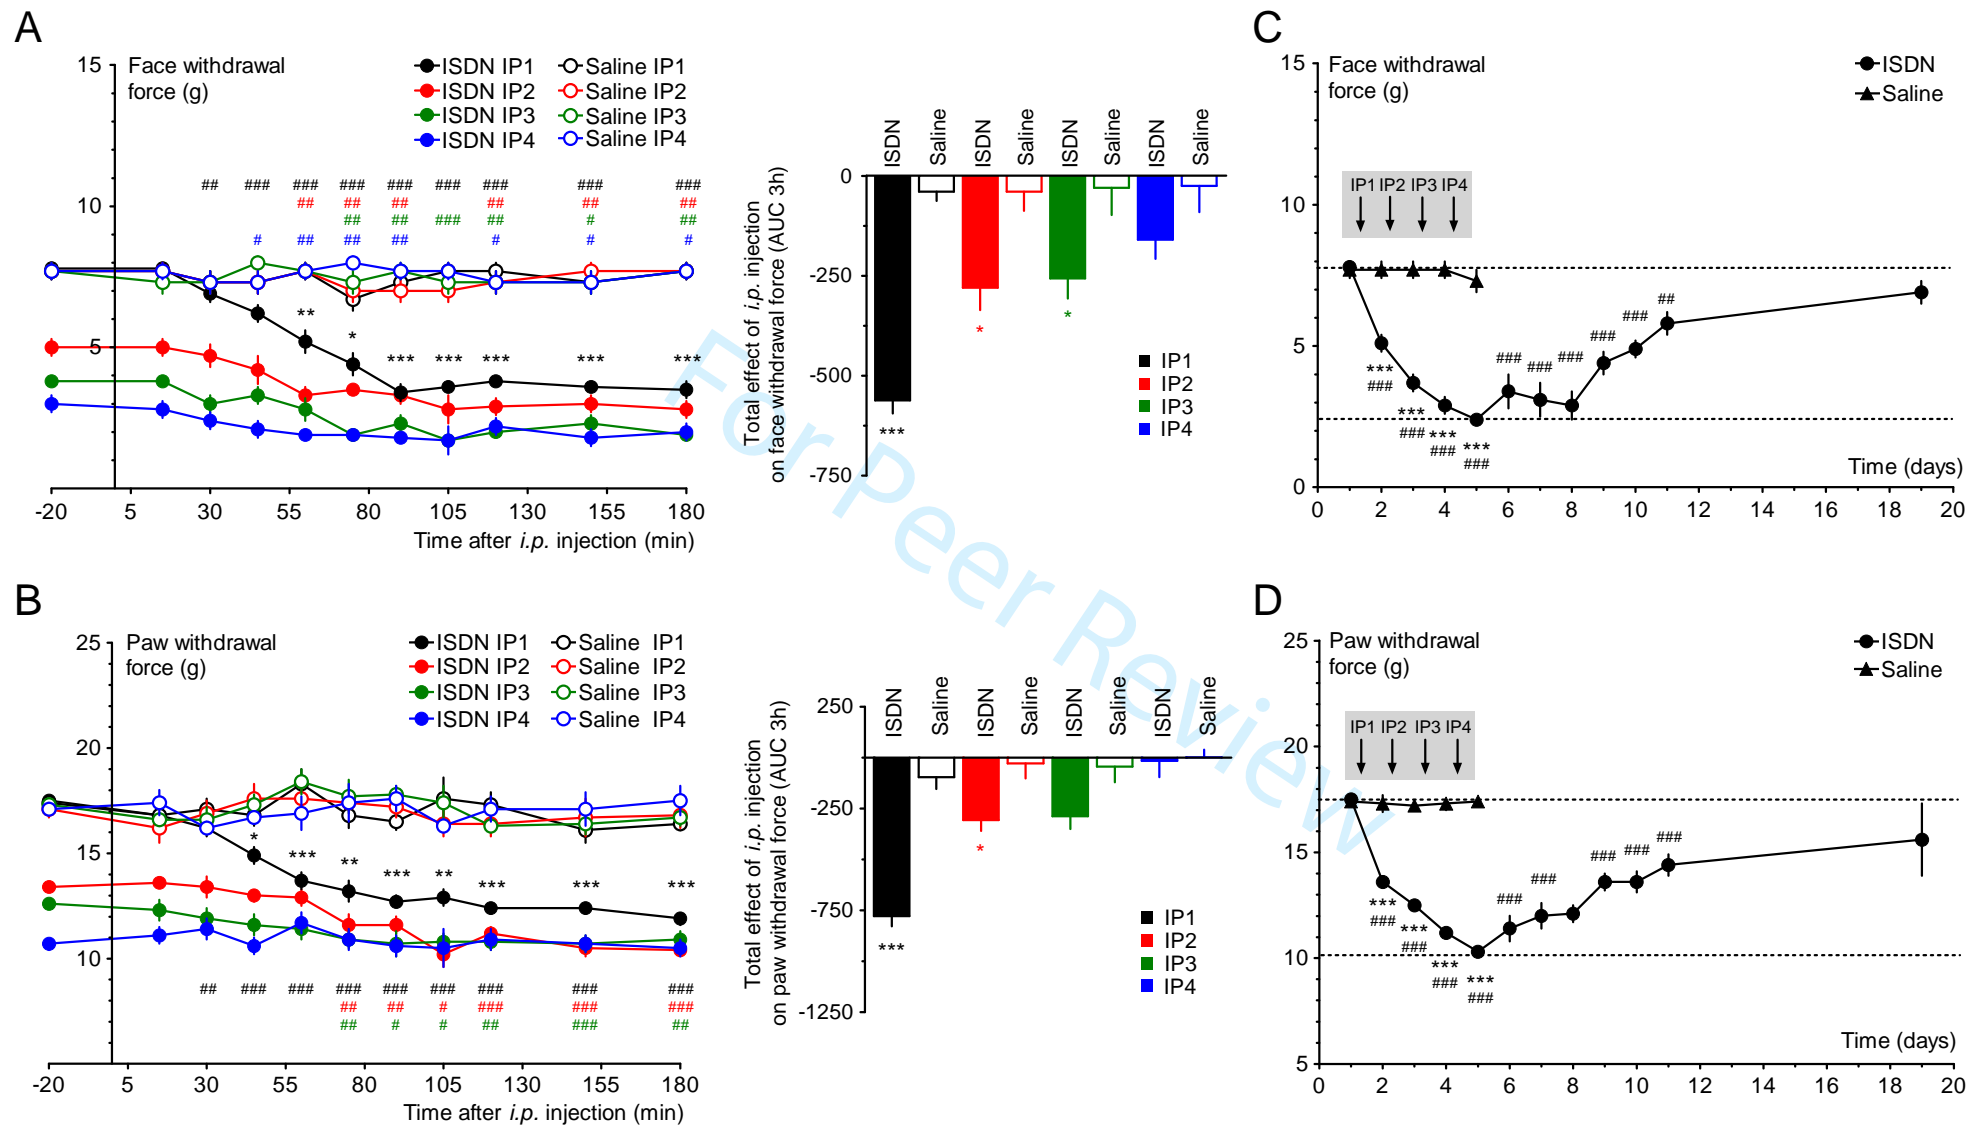 A
15
Face withdrawal
force (g)
ISDN IP1
Saline IP1
ISDN IP2
Saline IP2
ISDN IP3
Saline IP3
ISDN IP4
Saline IP4
## ### ### ### ### ### ### ### ###
## ## ## ## ## ##
## ## ### ## # ##
# ## ## ## # # #
10
5
** * *** *** *** *** ***
-20 5 30 55 80 105 130 155 180
Time after i.p. injection (min)
Total effect of i.p. injection
on face withdrawal force (AUC 3h)
ISDN Saline ISDN Saline ISDN Saline ISDN Saline
0
-250
-500
-750
***
*
*
IP1
IP2
IP3
IP4
C
15
Face withdrawal
force (g)
ISDN
Saline
IP1 IP2 IP3 IP4
10
5
0
***
###
***
###
***
###
***
###
###
###
###
###
###
##
Time (days)
0 2 4 6 8 10 12 14 16 18 20
B
25
Paw withdrawal
force (g)
ISDN IP1
Saline IP1
ISDN IP2
Saline IP2
ISDN IP3
Saline IP3
ISDN IP4
Saline IP4
20
15
10
* *** ** *** ** *** *** ***
## ### ### ### ### ### ### ### ###
## ## # ### ### ###
## # # ## ### ##
-20 5 30 55 80 105 130 155 180
Time after i.p. injection (min)
Total effect of i.p. injection
on paw withdrawal force (AUC 3h)
ISDN Saline ISDN Saline ISDN Saline ISDN Saline
250
-250
-750
-1250
***
*
IP1
IP2
IP3
IP4
D
25
Paw withdrawal
force (g)
ISDN
Saline
IP1 IP2 IP3 IP4
20
15
10
5
***
###
***
###
***
###
***
###
###
###
###
###
###
Time (days)
0 2 4 6 8 10 12 14 16 18 20
For Peer Review